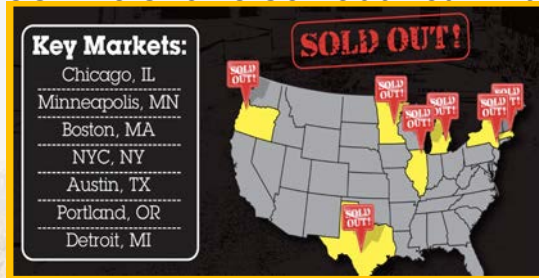 Key Markets:
Chicago, IL
Minneapolis, MN
Boston, MA
NYC, NY
Austin, TX
Portland, OR
Detroit, MI
SOLD OUT!
SOLD
OUT!
SOLD
OUT!
SOLD
OUT!
SOLD
OUT!
SOLD
OUT!
SOLD
OUT!
SOLD
OUT!